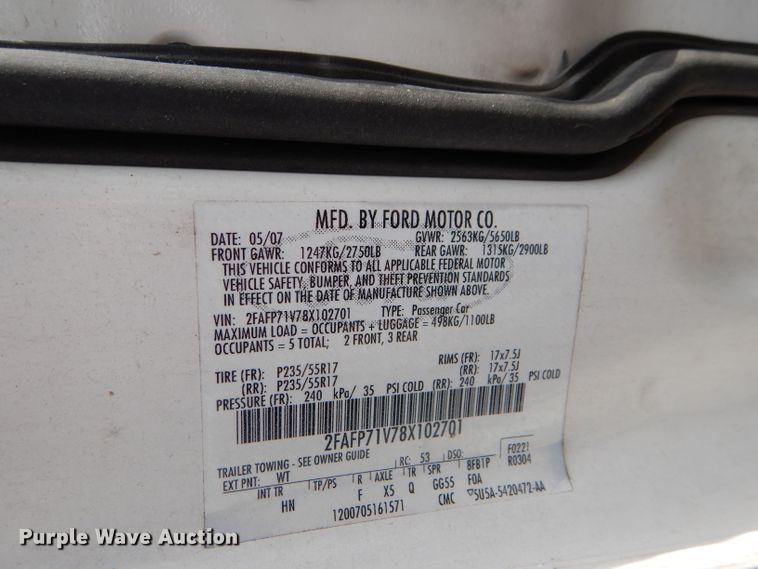 MFD. BY FORD MOTOR CO.
DATE: 05/07 GVWR: 2563KG/5650LB
FRONT GAWR: 1247KG/2750LB REAR GAWR: 1315KG/2900LB
THIS VEHICLE CONFORMS TO ALL APPLICABLE FEDERAL MOTOR
VEHICLE SAFETY, BUMPER, AND THEFT PREVENTION STANDARDS
IN EFFECT ON THE DATE OF MANUFACTURE SHOWN ABOVE.
VIN: 2FAFP71V78X102701 TYPE: Passenger Car
MAXIMUM LOAD = OCCUPANTS + LUGGAGE = 498KG/1100LB
OCCUPANTS = 5 TOTAL; 2 FRONT, 3 REAR
TIRE (FR): P235/55R17 RIMS (FR): 17x7.5J
(RR): P235/55R17 (RR): 17x7.5J
PRESSURE (FR): 240 kPa/ 35 PSI COLD (RR): 240 kPa/ 35 PSI COLD
2FAFP71V78X102701
TRAILER TOWING - SEE OWNER GUIDE RC: 53 DSO: F0221
EXT PNT: WT 8FB1P R0304
INT TR TP/PS R AXLE TR SPR F0A
HN F X5 Q GG55 CMC 5U5A-5420472-AA
1200705161571
Purple Wave Auction